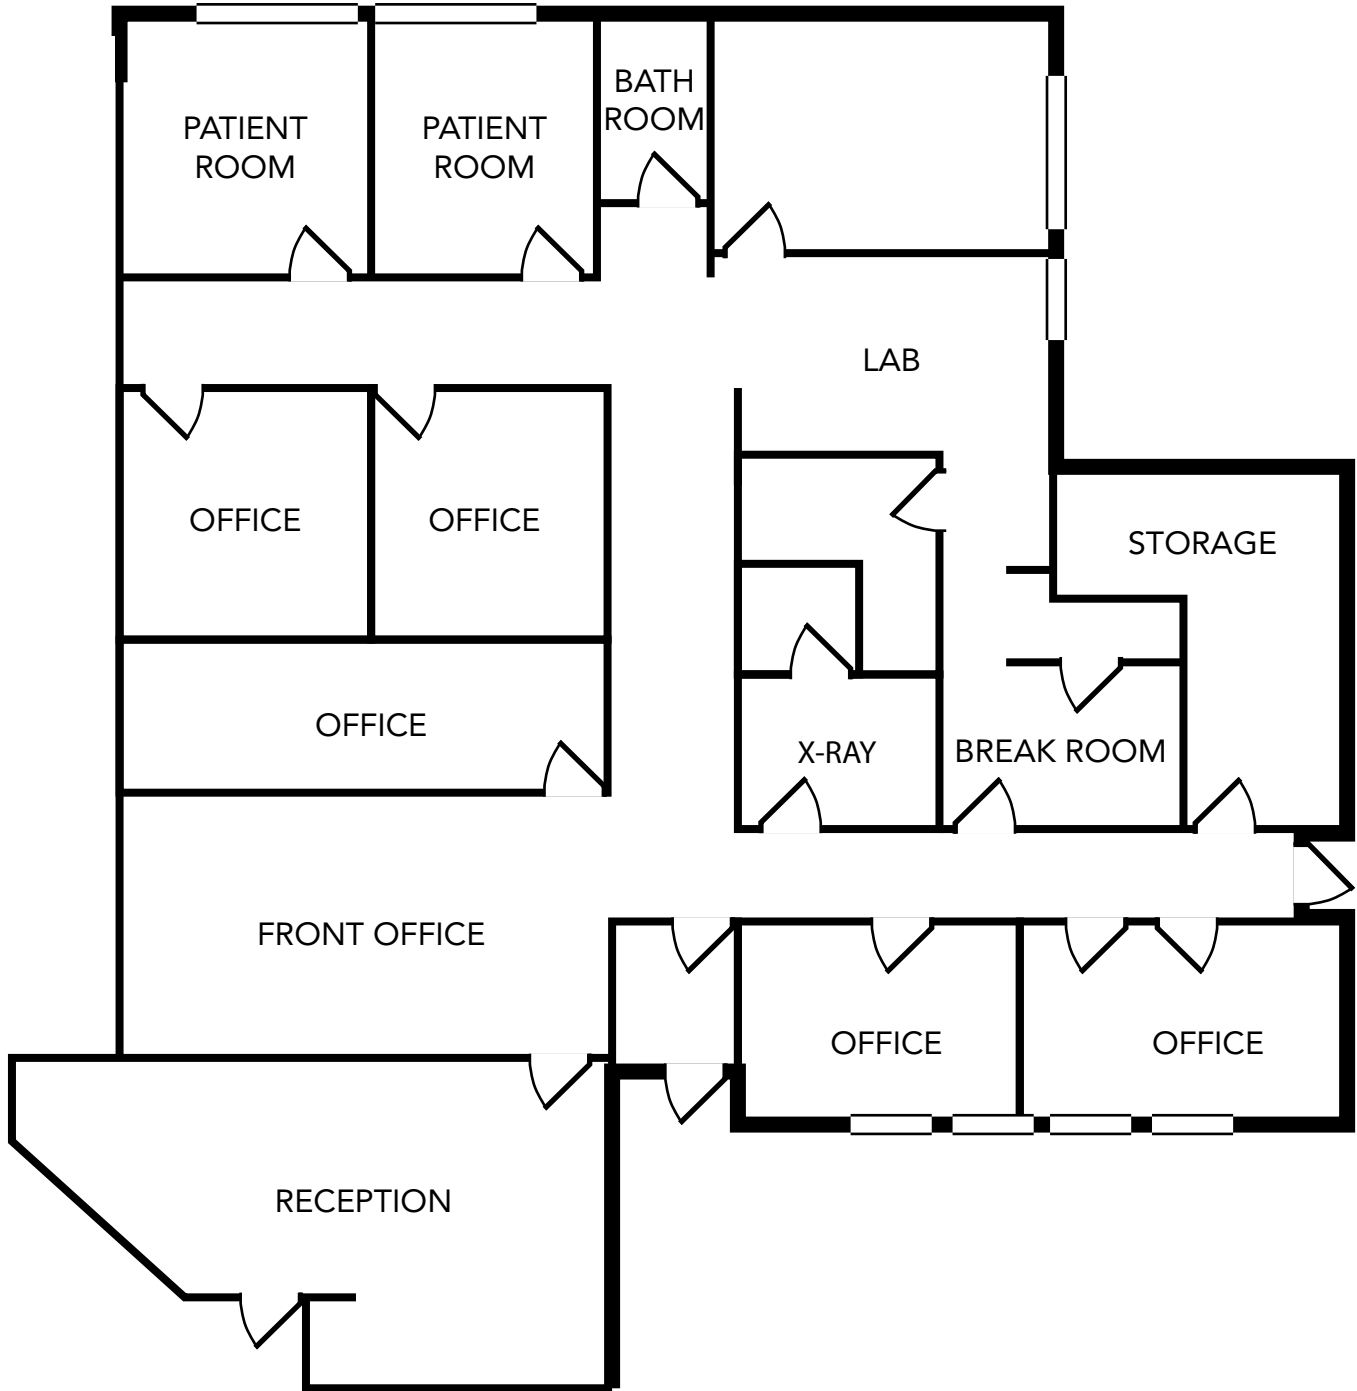 PATIENT
ROOM
PATIENT
ROOM
BATH
ROOM
LAB
OFFICE
OFFICE
STORAGE
OFFICE
X-RAY
BREAK ROOM
FRONT OFFICE
OFFICE
OFFICE
RECEPTION